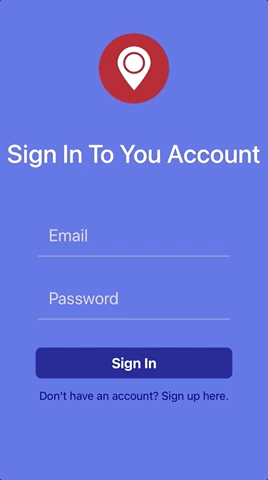 Sign In To You Account
Email
Password
Sign In
Don't have an account? Sign up here.